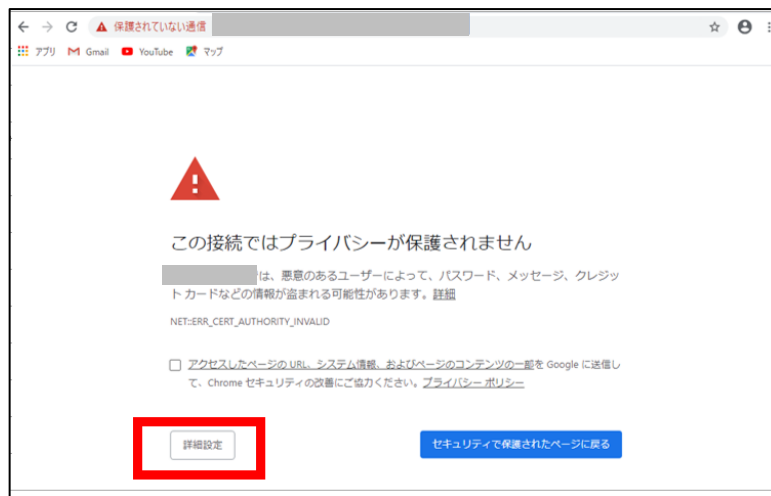 保護されていない通信
アプリ Gmail YouTube マップ
この接続ではプライバシーが保護されません
は、悪意のあるユーザーによって、パスワード、メッセージ、クレジッ
ト カードなどの情報が盗まれる可能性があります。詳細
NET::ERR_CERT_AUTHORITY_INVALID
アクセスしたページの URL、システム情報、およびページのコンテンツの一部を Google に送信し
て、Chrome セキュリティの改善にご協力ください。プライバシー ポリシー
詳細設定 セキュリティで保護されたページに戻る